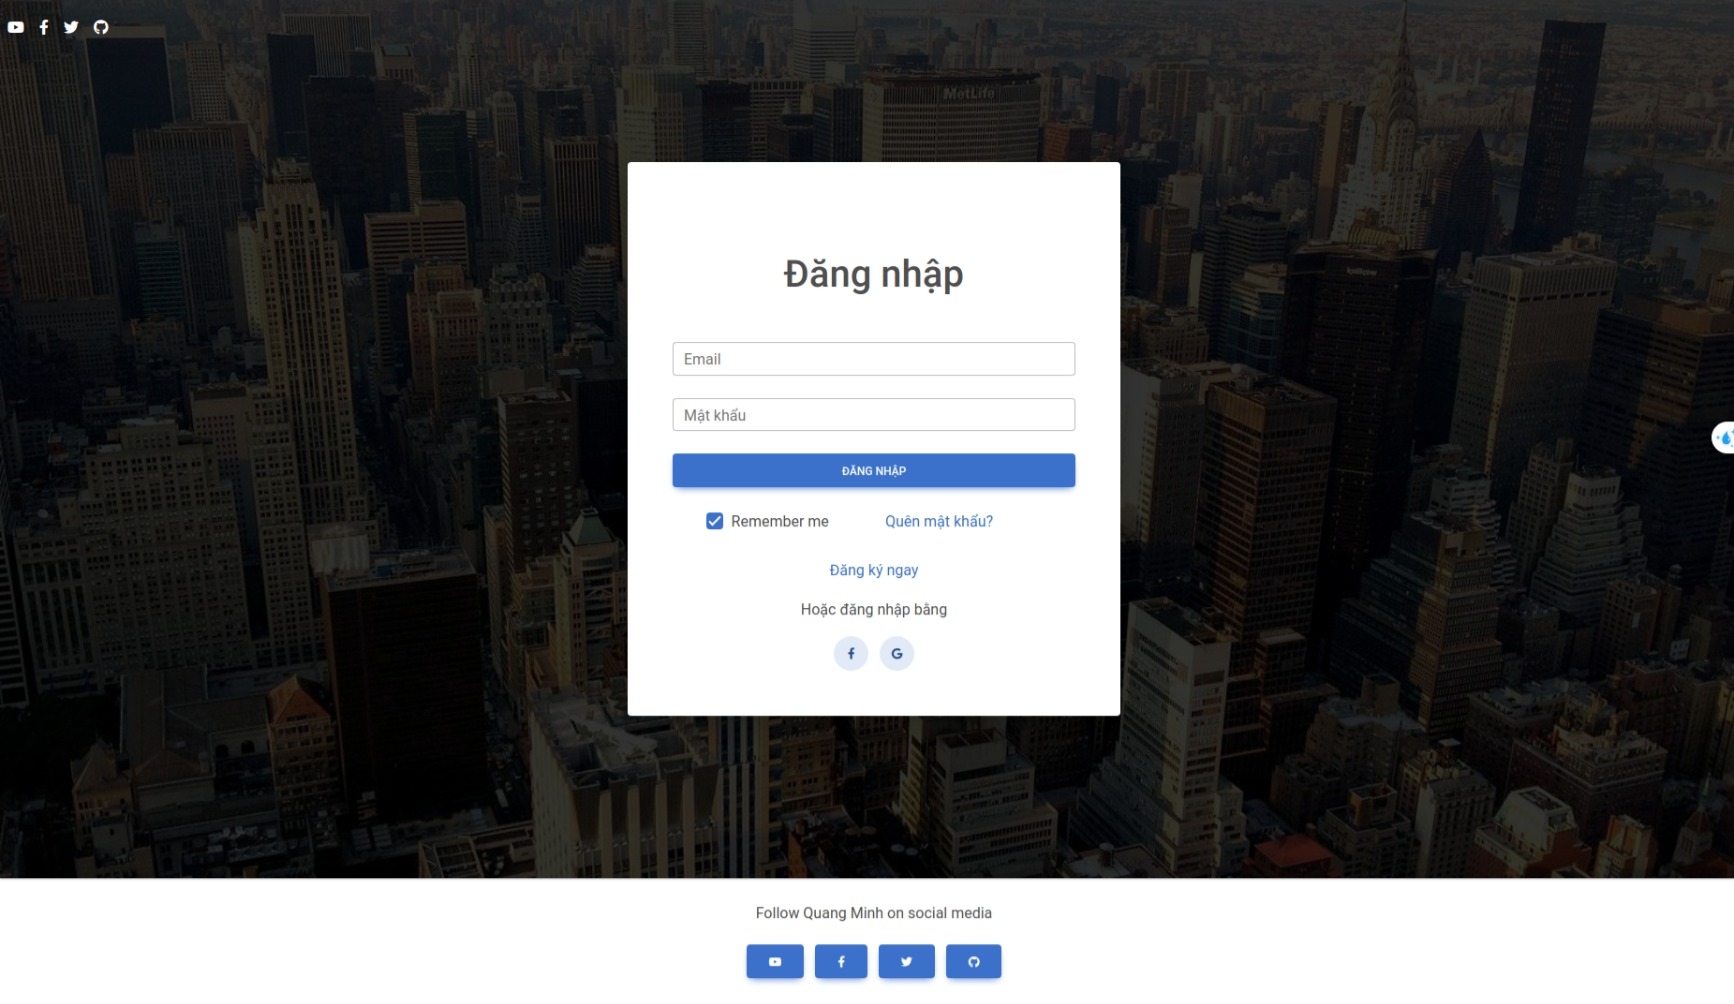 MetLife
Đăng nhập
Email
Mật khẩu
ĐĂNG NHẬP
Remember me
Quên mật khẩu?
Đăng ký ngay
Hoặc đăng nhập bằng
Follow Quang Minh on social media